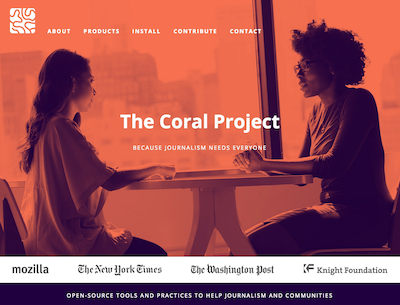 ABOUT PRODUCTS INSTALL CONTRIBUTE CONTACT
The Coral Project
BECAUSE JOURNALISM NEEDS EVERYONE
mozilla The New York Times The Washington Post Knight Foundation
OPEN-SOURCE TOOLS AND PRACTICES TO HELP JOURNALISM AND COMMUNITIES